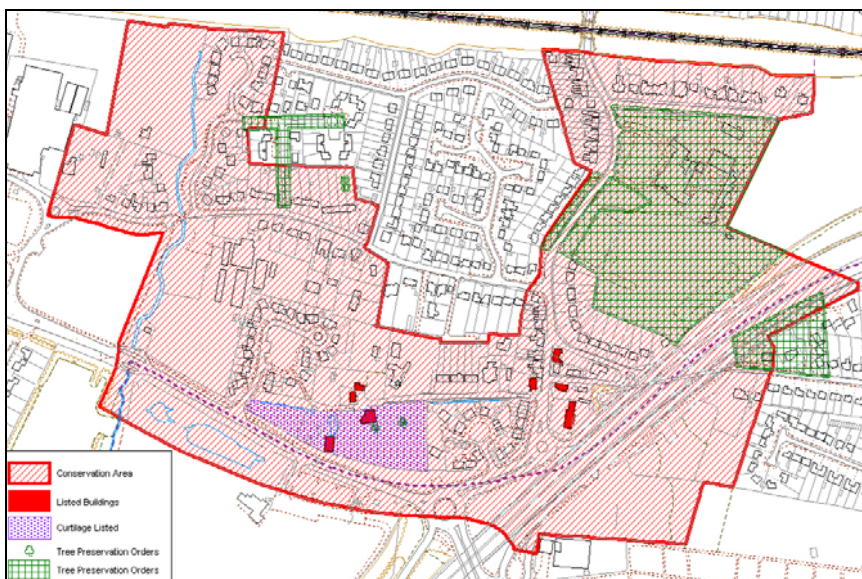 Conservation Area
Listed Buildings
Curtilage Listed
Tree Preservation Orders
Tree Preservation Orders